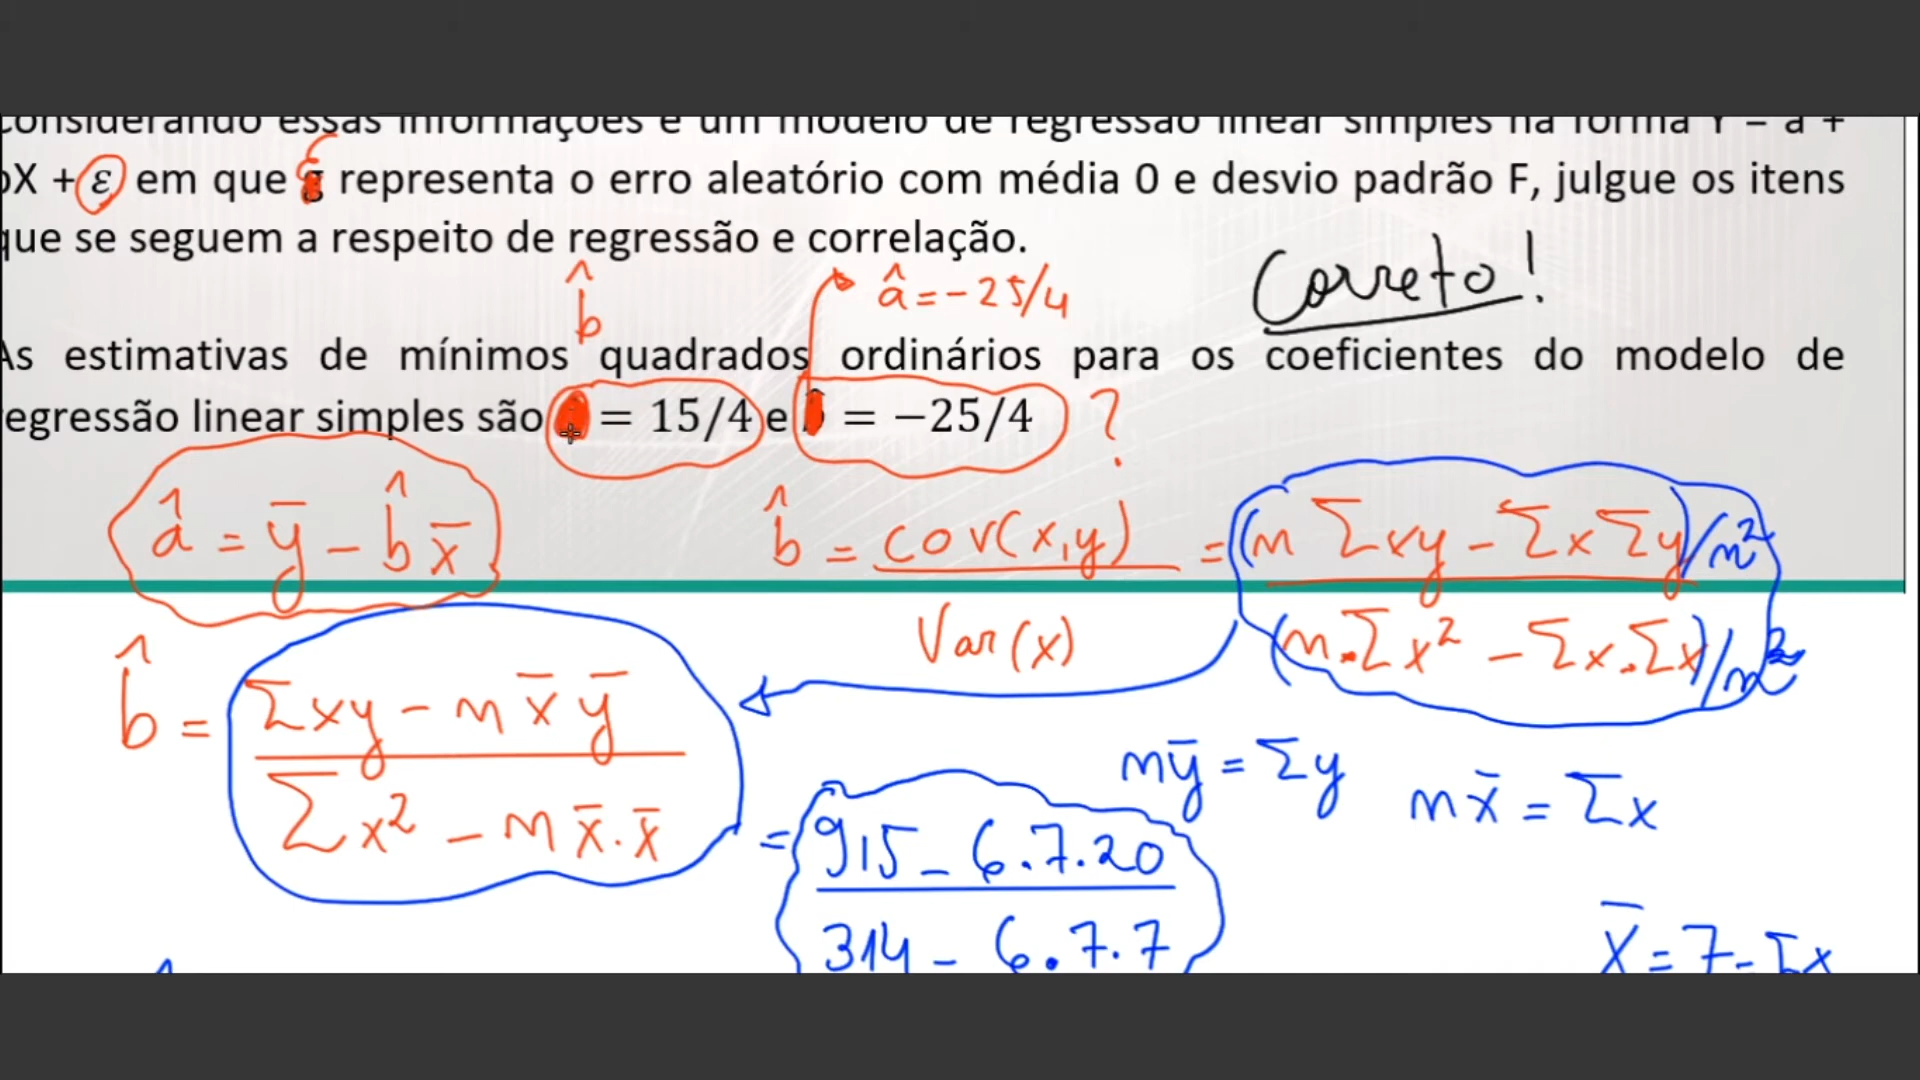 considerando essas informações e um modelo de regressão linear simples na forma Y = a +
bX + ε em que ε representa o erro aleatório com média 0 e desvio padrão F, julgue os itens
que se seguem a respeito de regressão e correlação.
Correto!
b̂
â = -25/4
As estimativas de mínimos quadrados ordinários para os coeficientes do modelo de
regressão linear simples são = 15/4 e = −25/4 ?
â = ȳ - b̂ x̄
b̂ = cov(x,y) / Var(x) = (n Σxy - Σx Σy)/n² / (n.Σx² - Σx.Σx)/n²
b̂ = Σxy - n x̄ ȳ / Σx² - n x̄.x̄
nȳ = Σy
nx̄ = Σx
= 915 - 6.7.20 / 314 - 6.7.7
x̄ = 7 = Σx